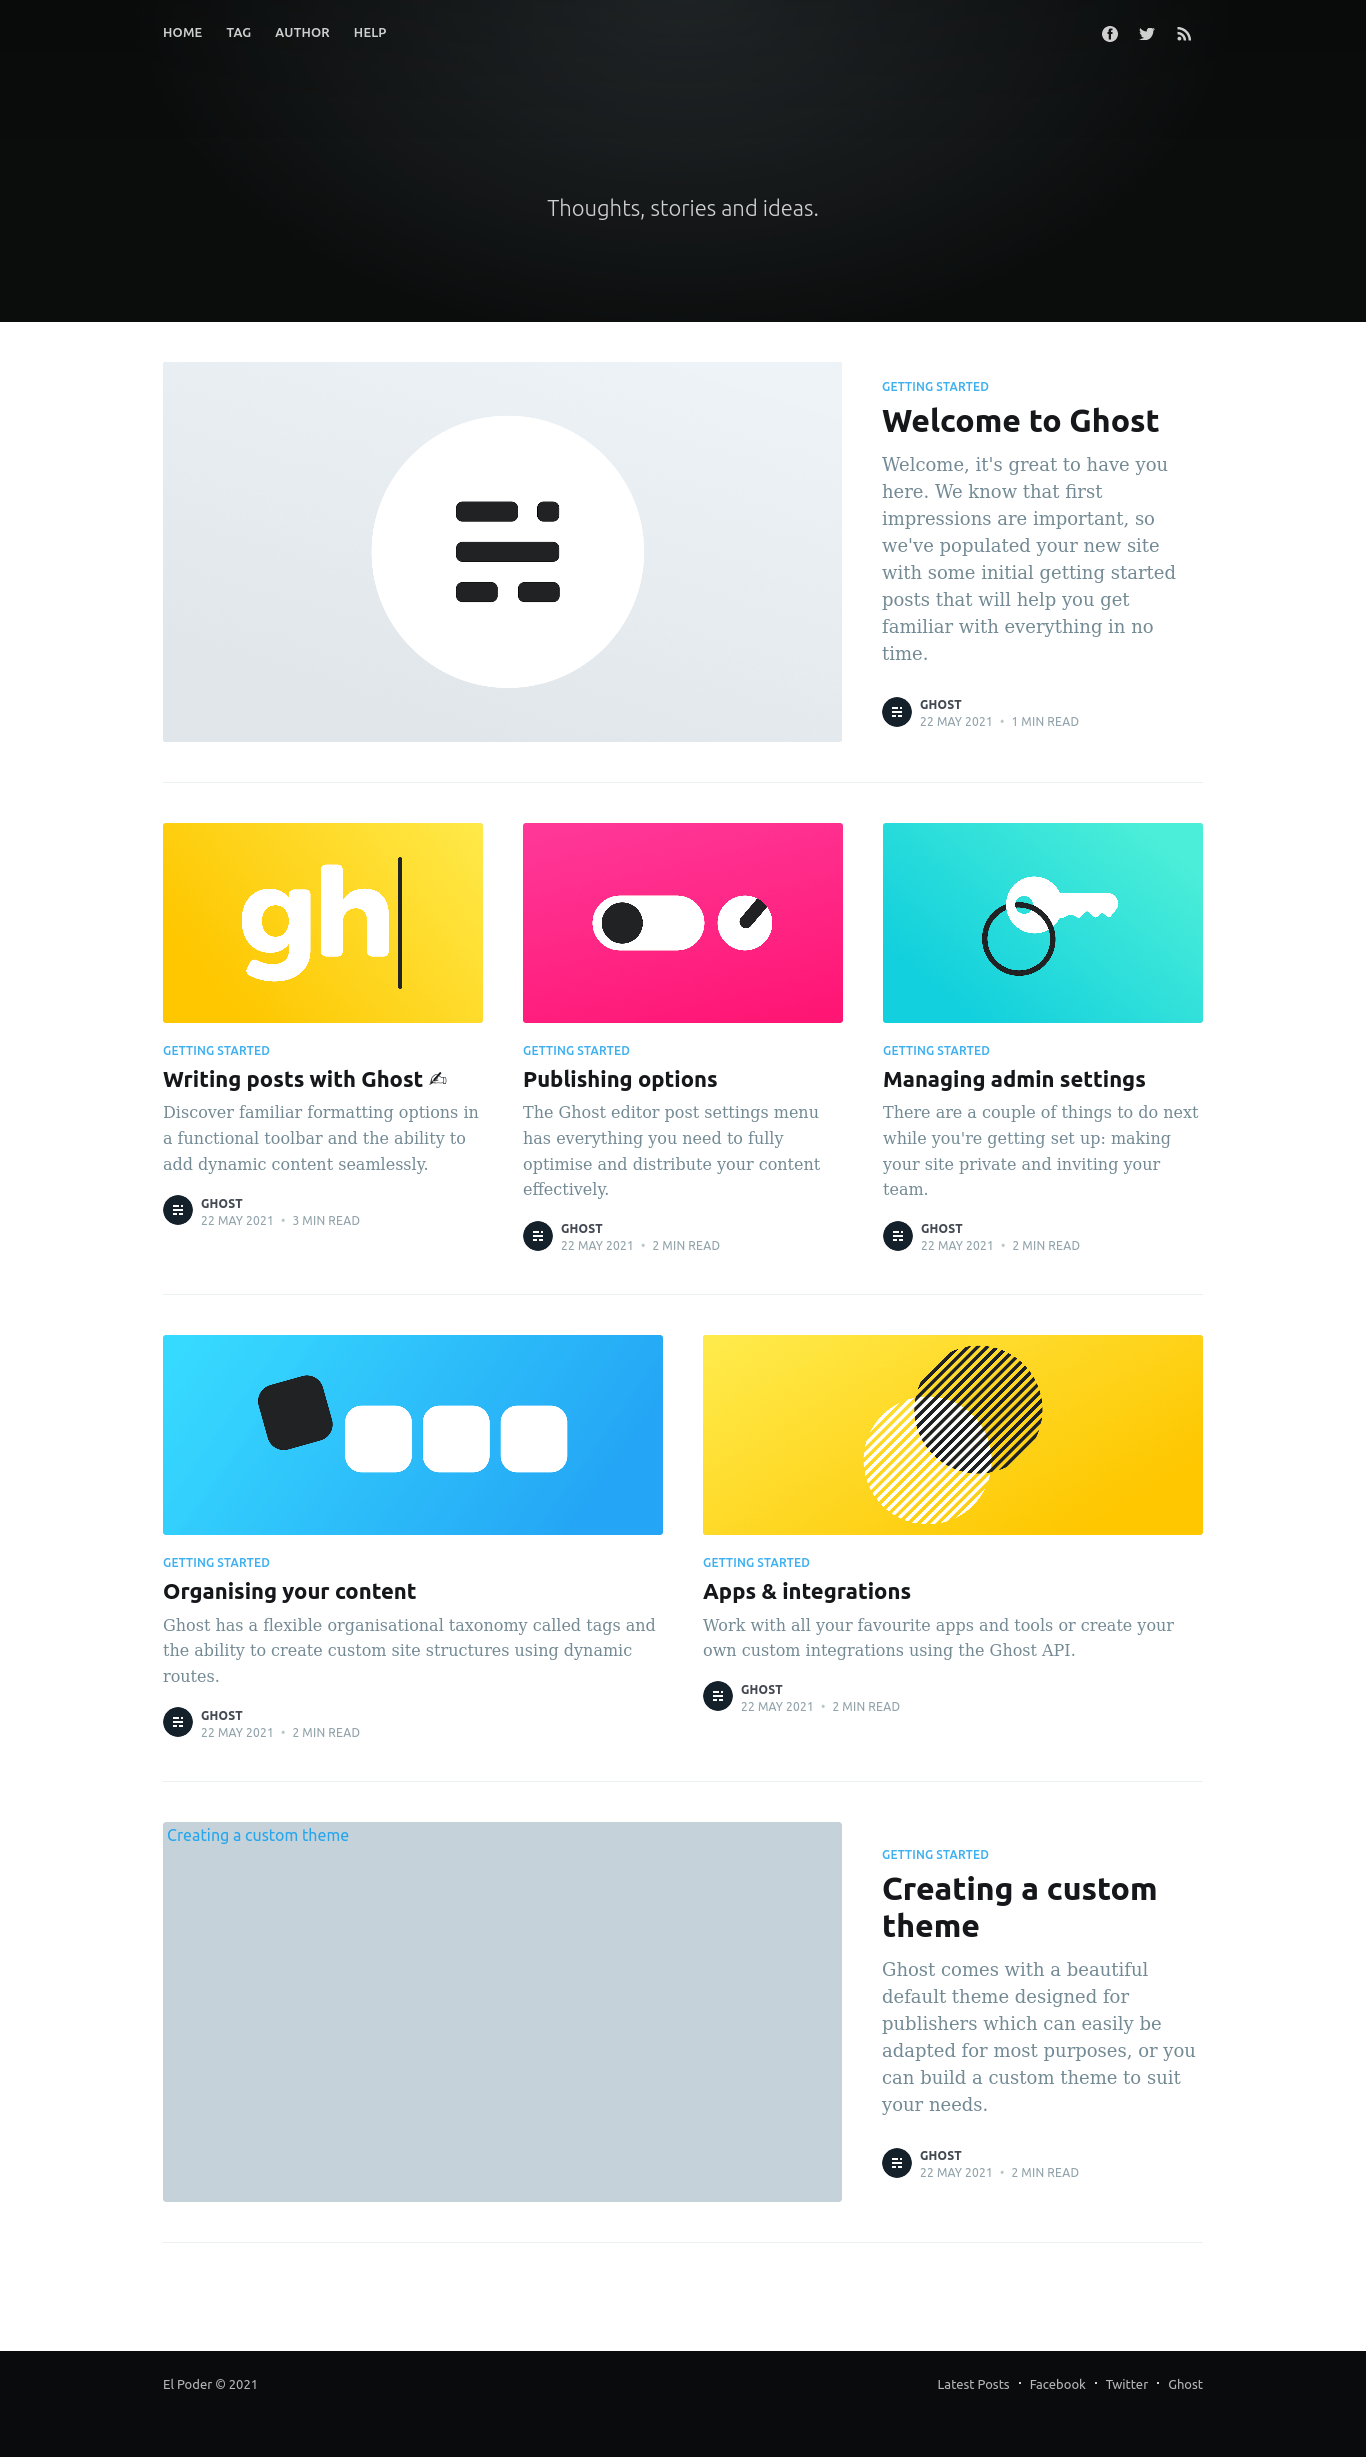 HOME TAG AUTHOR HELP
Thoughts, stories and ideas.
GETTING STARTED
Welcome to Ghost
Welcome, it's great to have you
here. We know that first
impressions are important, so
we've populated your new site
with some initial getting started
posts that will help you get
familiar with everything in no
time.
GHOST
22 MAY 2021 • 1 MIN READ
gh
GETTING STARTED
Writing posts with Ghost ✍
Discover familiar formatting options in
a functional toolbar and the ability to
add dynamic content seamlessly.
GHOST
22 MAY 2021 • 3 MIN READ
GETTING STARTED
Publishing options
The Ghost editor post settings menu
has everything you need to fully
optimise and distribute your content
effectively.
GHOST
22 MAY 2021 • 2 MIN READ
GETTING STARTED
Managing admin settings
There are a couple of things to do next
while you're getting set up: making
your site private and inviting your
team.
GHOST
22 MAY 2021 • 2 MIN READ
GETTING STARTED
Organising your content
Ghost has a flexible organisational taxonomy called tags and
the ability to create custom site structures using dynamic
routes.
GHOST
22 MAY 2021 • 2 MIN READ
GETTING STARTED
Apps & integrations
Work with all your favourite apps and tools or create your
own custom integrations using the Ghost API.
GHOST
22 MAY 2021 • 2 MIN READ
Creating a custom theme
GETTING STARTED
Creating a custom
theme
Ghost comes with a beautiful
default theme designed for
publishers which can easily be
adapted for most purposes, or you
can build a custom theme to suit
your needs.
GHOST
22 MAY 2021 • 2 MIN READ
El Poder © 2021
Latest Posts • Facebook • Twitter • Ghost